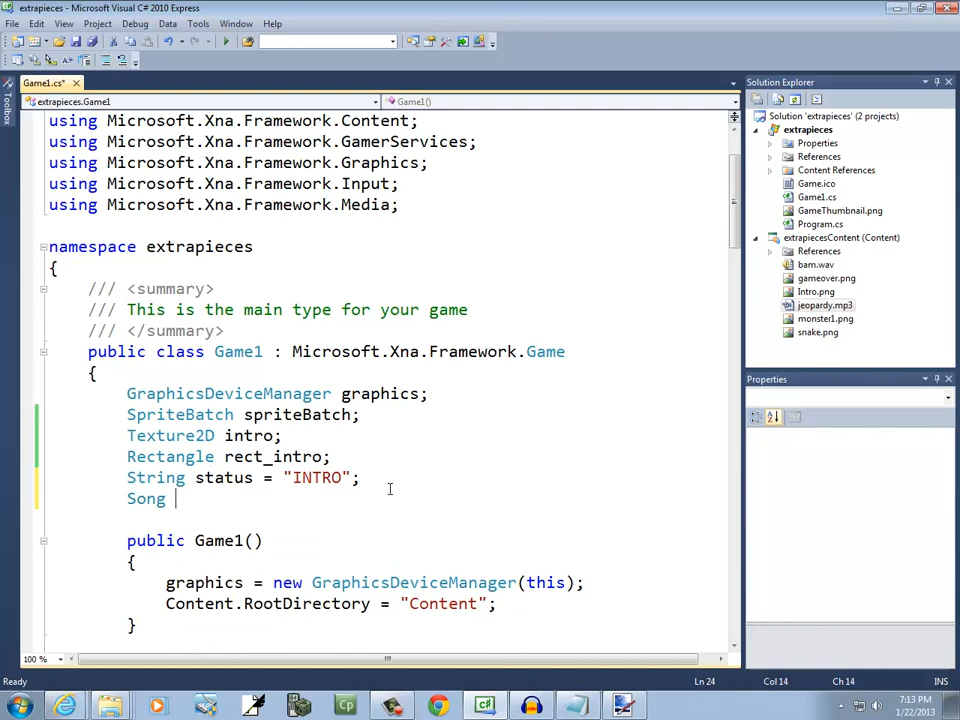 extrapieces - Microsoft Visual C# 2010 Express
File Edit View Project Debug Data Tools Window Help
Game1.cs*
extrapieces.Game1 Game1()
Toolbox
using Microsoft.Xna.Framework.Content;
using Microsoft.Xna.Framework.GamerServices;
using Microsoft.Xna.Framework.Graphics;
using Microsoft.Xna.Framework.Input;
using Microsoft.Xna.Framework.Media;
namespace extrapieces
{
/// <summary>
/// This is the main type for your game
/// </summary>
public class Game1 : Microsoft.Xna.Framework.Game
{
GraphicsDeviceManager graphics;
SpriteBatch spriteBatch;
Texture2D intro;
Rectangle rect_intro;
String status = "INTRO";
Song
public Game1()
{
graphics = new GraphicsDeviceManager(this);
Content.RootDirectory = "Content";
}
100 %
Solution Explorer
Solution 'extrapieces' (2 projects)
extrapieces
Properties
References
Content References
Game.ico
Game1.cs
GameThumbnail.png
Program.cs
extrapiecesContent (Content)
References
bam.wav
gameover.png
Intro.png
jeopardy.mp3
monster1.png
snake.png
Properties
Ready Ln 24 Col 14 Ch 14 INS
Cp
7:13 PM
1/22/2013